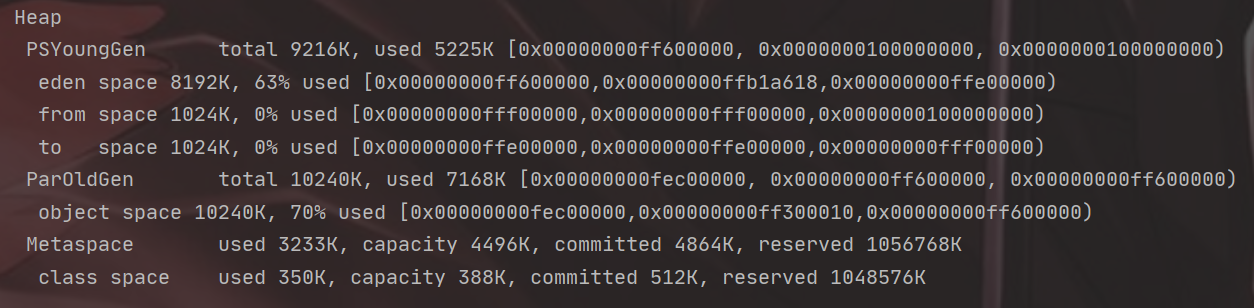 Heap
 PSYoungGen      total 9216K, used 5225K [0x00000000ff600000, 0x0000000100000000, 0x0000000100000000)
  eden space 8192K, 63% used [0x00000000ff600000,0x00000000ffb1a618,0x00000000ffe00000)
  from space 1024K, 0% used [0x00000000fff00000,0x00000000fff00000,0x0000000100000000)
  to   space 1024K, 0% used [0x00000000ffe00000,0x00000000ffe00000,0x00000000fff00000)
 ParOldGen       total 10240K, used 7168K [0x00000000fec00000, 0x00000000ff600000, 0x00000000ff600000)
  object space 10240K, 70% used [0x00000000fec00000,0x00000000ff300010,0x00000000ff600000)
 Metaspace       used 3233K, capacity 4496K, committed 4864K, reserved 1056768K
  class space    used 350K, capacity 388K, committed 512K, reserved 1048576K